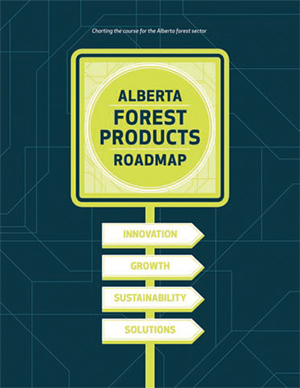 Charting the course for the Alberta forest sector
ALBERTA
FOREST
PRODUCTS
ROADMAP
INNOVATION
GROWTH
SUSTAINABILITY
SOLUTIONS